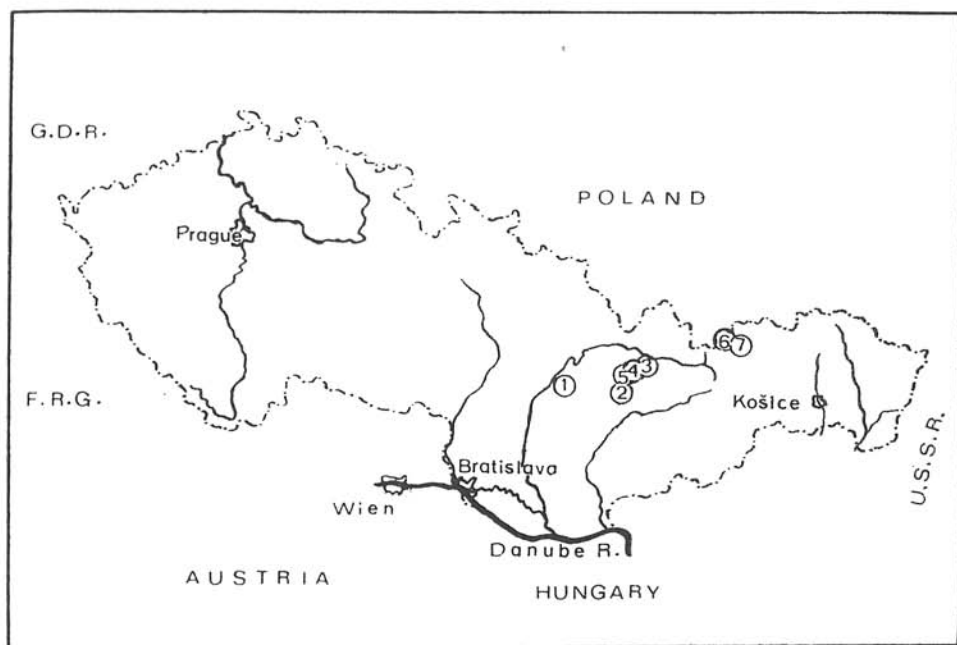 G.D.R.
POLAND
Prague
6 7
3
4
5
1
2
F.R.G.
Košice
U.S.S.R.
Bratislava
Wien
Danube R.
AUSTRIA
HUNGARY